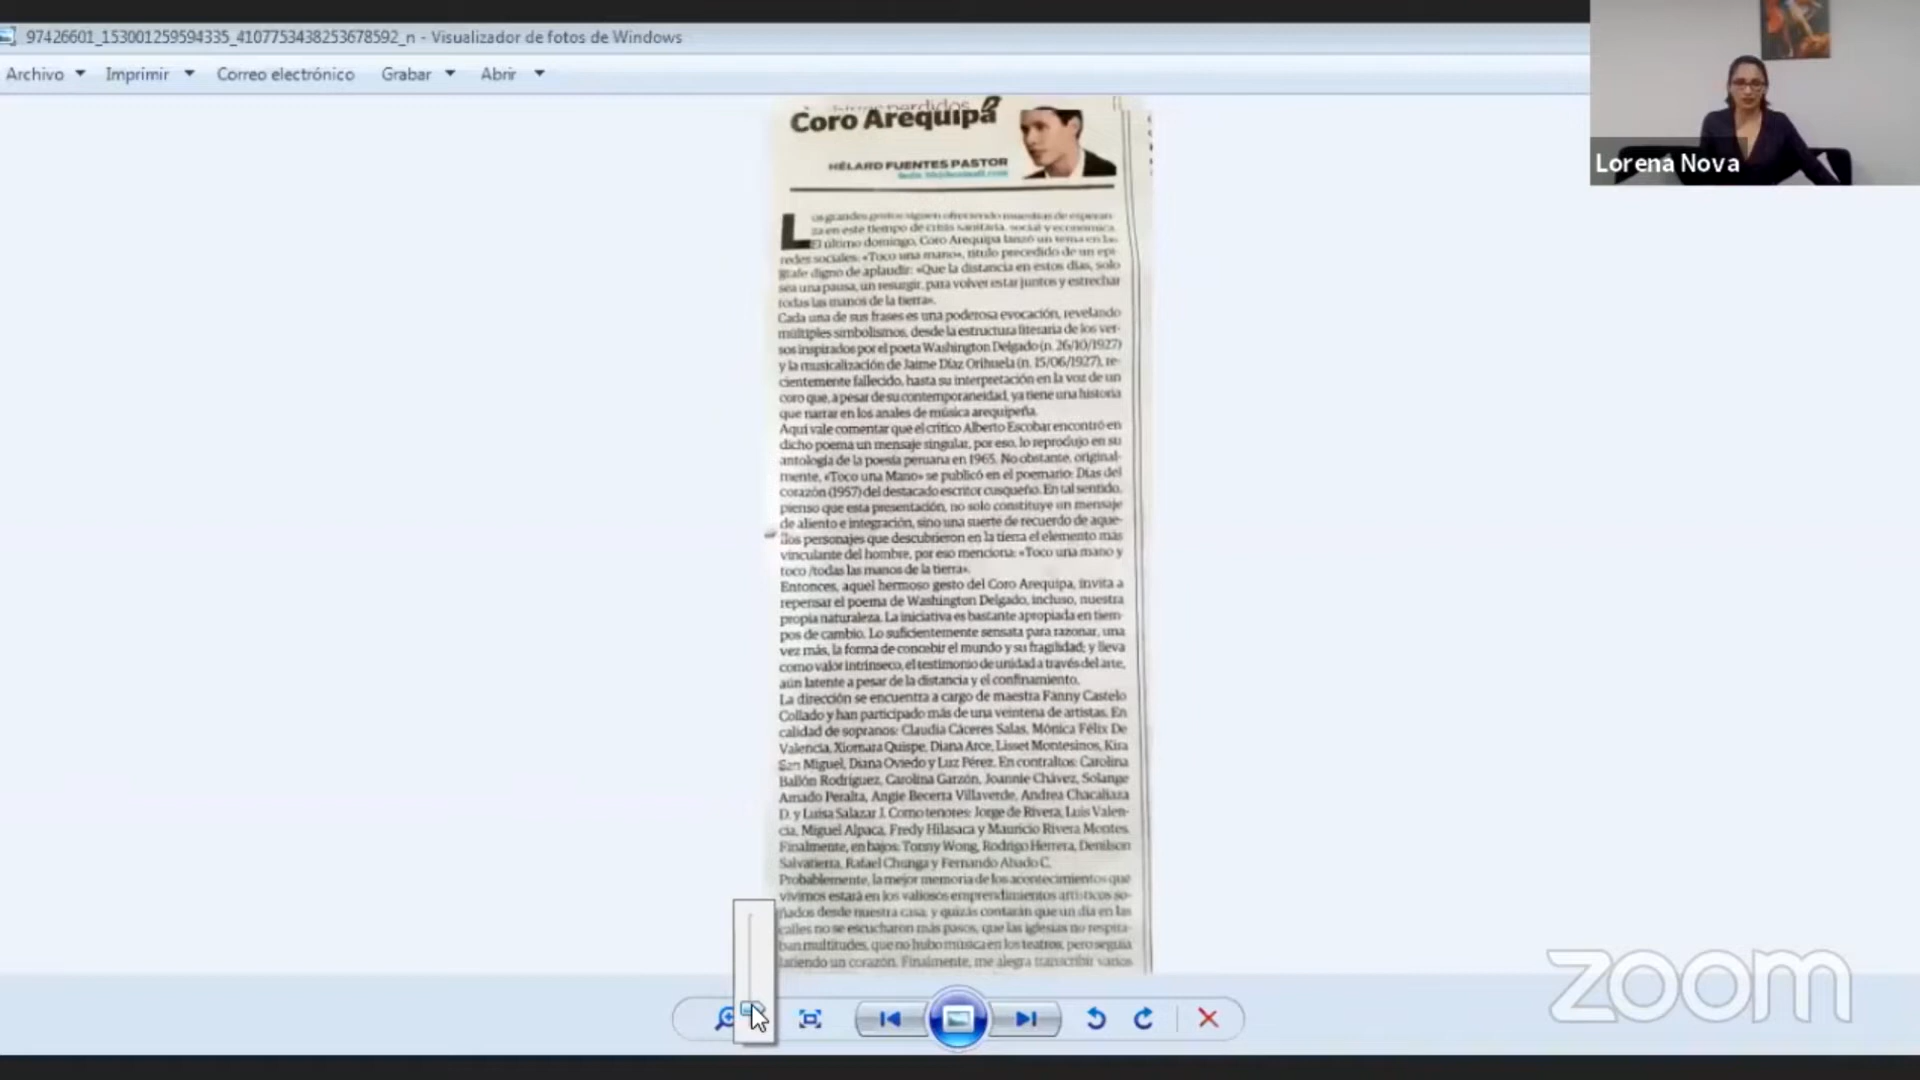 97426601_153001259594335_4107753438253678592_n - Visualizador de fotos de Windows
Archivo Imprimir Correo electrónico Grabar Abrir
Lorena Nova
perdidos
Coro Arequipa
HÉLARD FUENTES PASTOR
Los grandes gestos siguen ofreciendo muestras de esperan-
za en este tiempo de crisis sanitaria, social y económica.
El último domingo, Coro Arequipa lanzó un tema en las
redes sociales: «Toco una mano», título precedido de un epí-
grafe digno de aplaudir: «Que la distancia en estos días, solo
sea una pausa, un resurgir, para volver estar juntos y estrechar
todas las manos de la tierra».
Cada una de sus frases es una poderosa evocación, revelando
múltiples simbolismos, desde la estructura literaria de los ver-
sos inspirados por el poeta Washington Delgado (n. 26/10/1927)
y la musicalización de Jaime Díaz Orihuela (n. 15/06/1927), re-
cientemente fallecido, hasta su interpretación en la voz de un
coro que, a pesar de su contemporaneidad, ya tiene una historia
que narrar en los anales de música arequipeña.
Aquí vale comentar que el crítico Alberto Escobar encontró en
dicho poema un mensaje singular, por eso, lo reprodujo en su
antología de la poesía peruana en 1965. No obstante, original-
mente, «Toco una Mano» se publicó en el poemario: Días del
corazón (1957) del destacado escritor cusqueño. En tal sentido,
pienso que esta presentación, no solo constituye un mensaje
de aliento e integración, sino una suerte de recuerdo de aque-
llos personajes que descubrieron en la tierra el elemento más
vinculante del hombre, por eso menciona: «Toco una mano y
toco /todas las manos de la tierra».
Entonces, aquel hermoso gesto del Coro Arequipa, invita a
repensar el poema de Washington Delgado, incluso, nuestra
propia naturaleza. La iniciativa es bastante apropiada en tiem-
pos de cambio. Lo suficientemente sensata para razonar, una
vez más, la forma de concebir el mundo y su fragilidad; y lleva
como valor intrínseco, el testimonio de unidad a través del arte,
aún latente a pesar de la distancia y el confinamiento.
La dirección se encuentra a cargo de maestra Fanny Castelo
Collado y han participado más de una veintena de artistas. En
calidad de sopranos: Claudia Cáceres Salas, Mónica Félix De
Valencia, Xiomara Quispe, Diana Arce, Lisset Montesinos, Kira
San Miguel, Diana Oviedo y Luz Pérez. En contraltos: Carolina
Ballón Rodríguez, Carolina Garzón, Joannie Chávez, Solange
Amado Peralta, Angie Becerra Villaverde, Andrea Chacaliaza
D. y Luisa Salazar J. Como tenores: Jorge de Rivera, Luis Valen-
cia, Miguel Alpaca, Fredy Hilasaca y Mauricio Rivera Montes.
Finalmente, en bajos: Tonny Wong, Rodrigo Herrera, Denilson
Salvatierra, Rafael Chunga y Fernando Abado C.
Probablemente, la mejor memoria de los acontecimientos que
vivimos estará en los valiosos emprendimientos artísticos so-
ñados desde nuestra casa, y quizás contarán que un día en las
calles no se escucharon más pasos, que las iglesias no respira-
ban multitudes, que no hubo música en los teatros, pero seguía
latiendo un corazón. Finalmente, me alegra transcribir varios
zoom